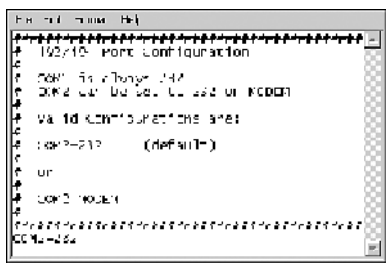 Help
# Port Configuration
#
# COM1 is always 232
# COM2 can be set to 232 or MODEM
#
# Valid Configurations are:
#
# COM2=232 (default)
#
# or
#
# COM2=MODEM
#
COM2=232